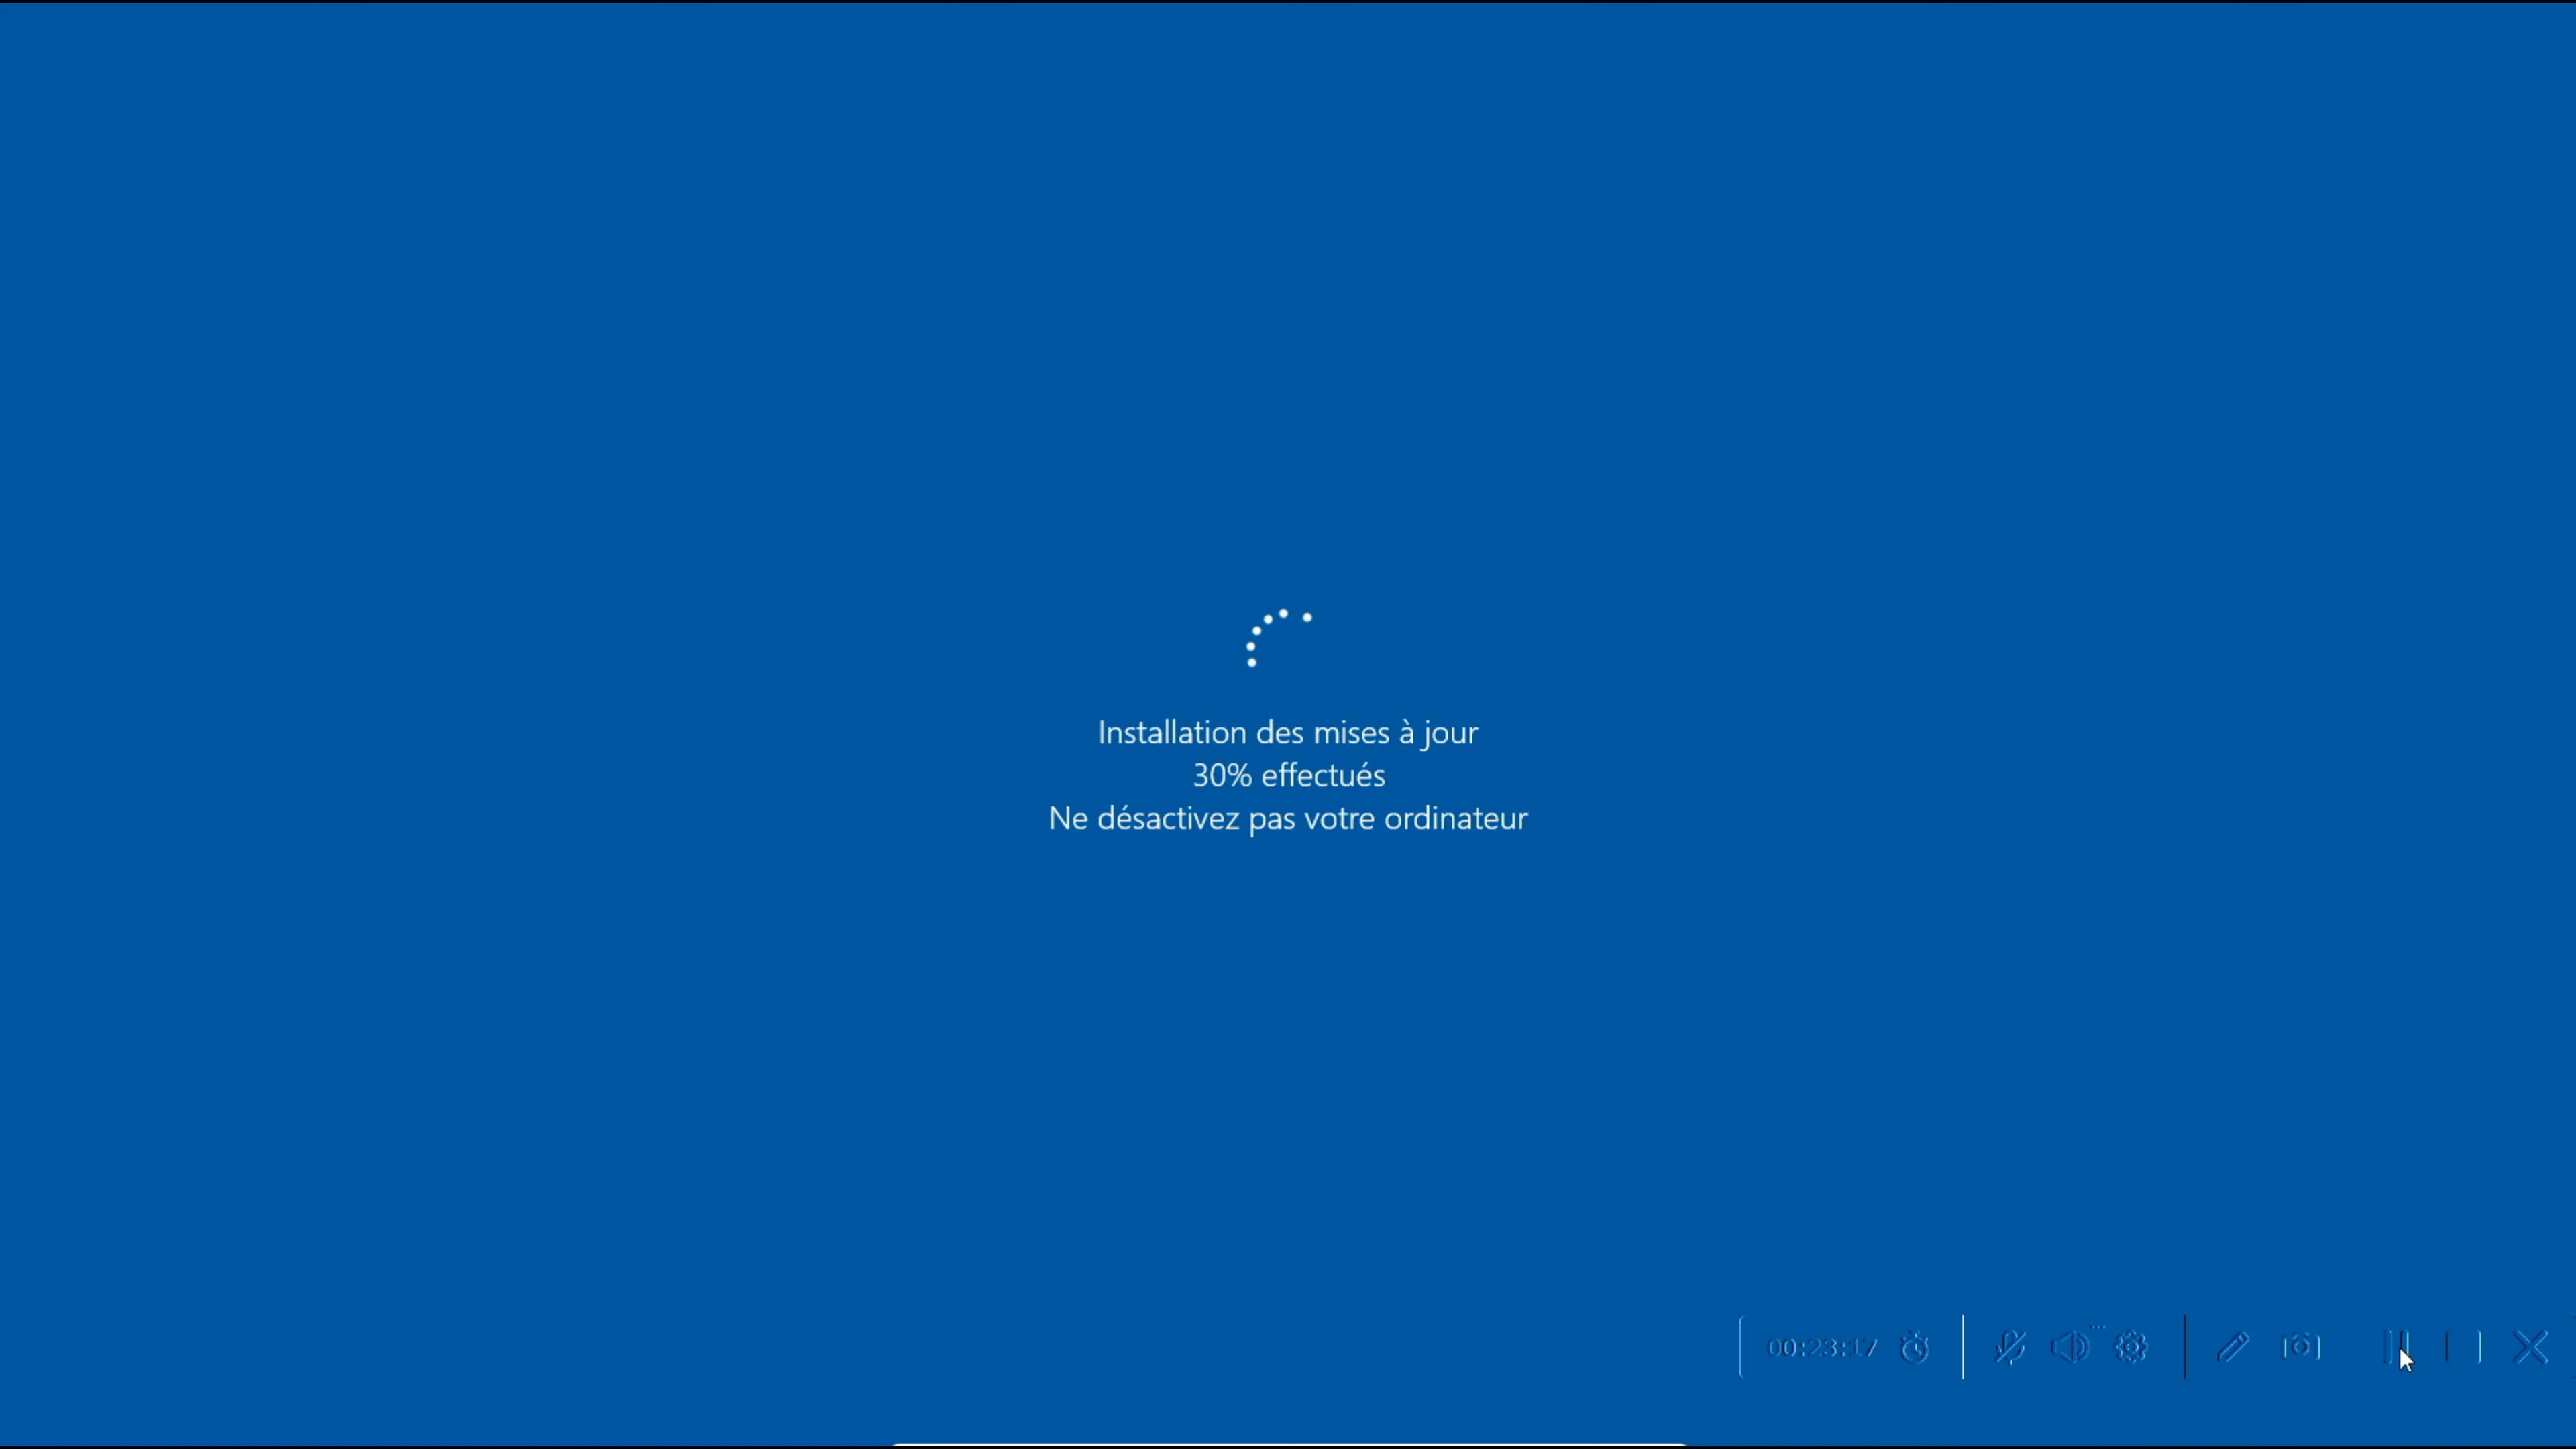 Installation des mises à jour
30% effectués
Ne désactivez pas votre ordinateur
00:23:17